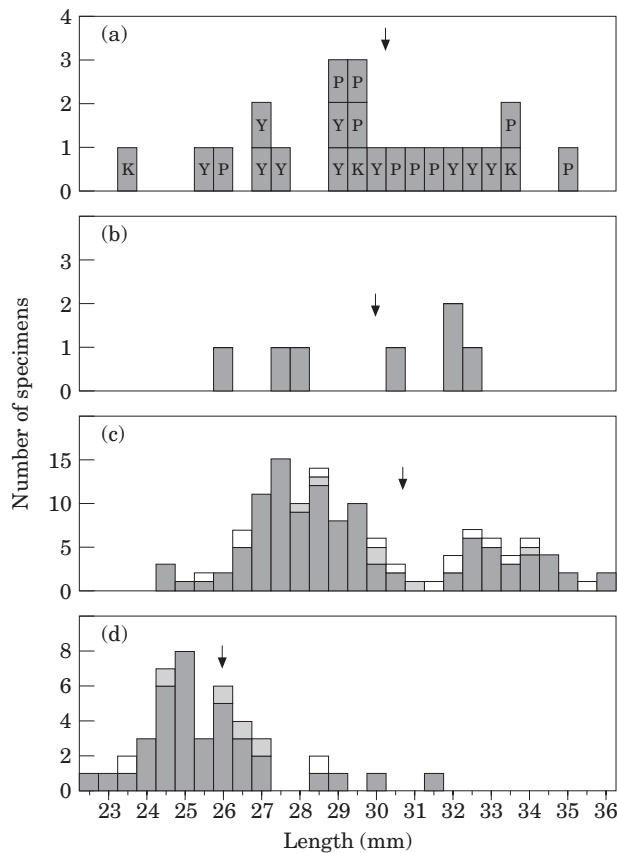 Number of specimens
(a)
4
3
2
1
0
P P P
Y Y P P
K Y P Y Y Y K Y P P P Y Y Y K P
(b)
3
2
1
0
(c)
15
10
5
0
(d)
8
6
4
2
0
23 24 25 26 27 28 29 30 31 32 33 34 35 36
Length (mm)